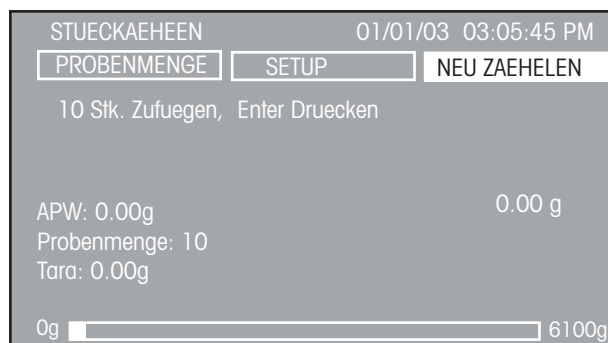 STUECKAEHEEN 01/01/03 03:05:45 PM
PROBENMENGE SETUP NEU ZAEHELEN
10 Stk. Zufuegen, Enter Druecken
0.00 g
APW: 0.00g
Probenmenge: 10
Tara: 0.00g
0g 6100g